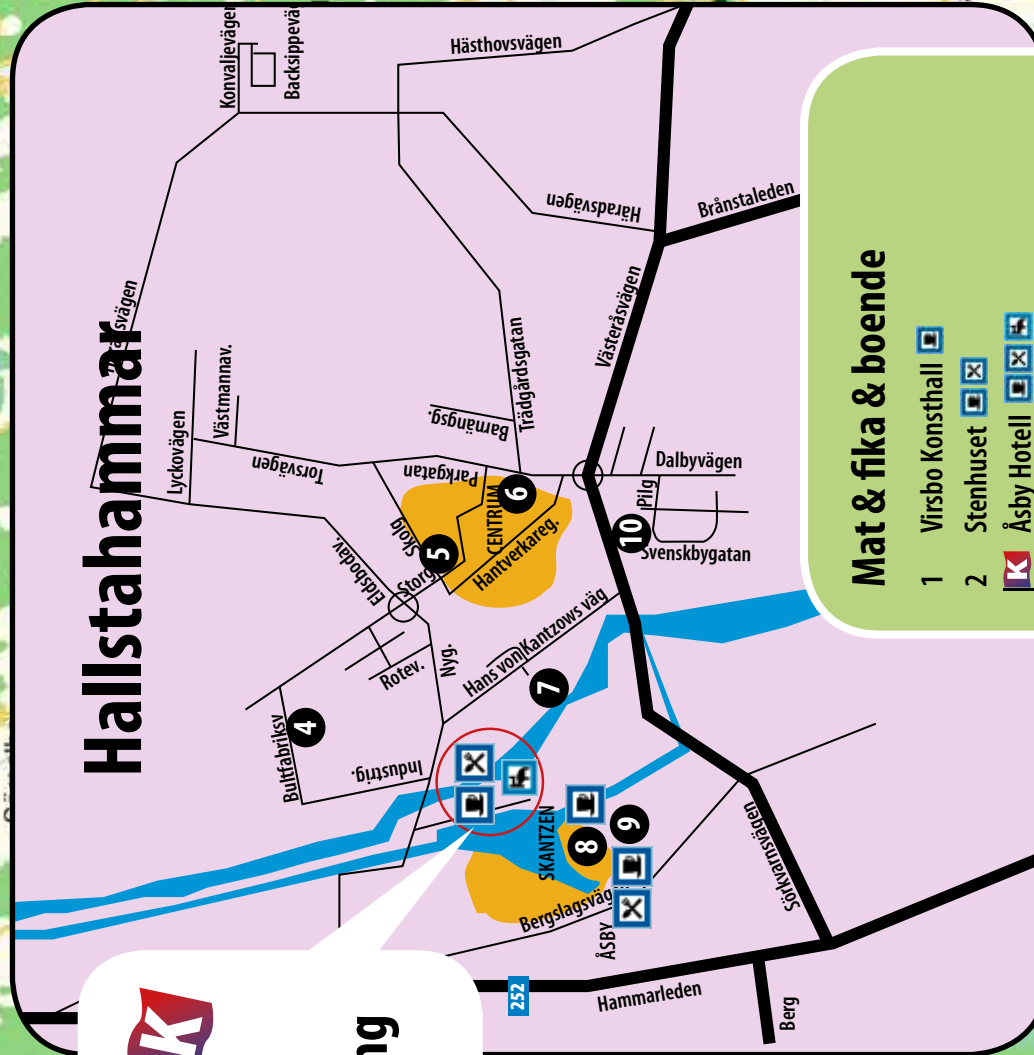 Hallstahammar
Konvaljevägen
Backsippevä
Hästhovsvägen
Häradsvägen
Brånstaleden
svägen
Lyckovägen
Västmannav.
Torsvägen
Barnängsg.
Trädgårdsgatan
Västeråsvägen
Parkgatan
Skolg
CENTRUM
Eldsbodav.
Storg
Hantverkareg.
5
6
10
Dalbyvägen
Pilg
Svenskbygatan
Rotev.
Nyg.
Hans von Kantzows väg
7
Bultfabriksv
4
Industrig.
SKANTZEN
8
9
Bergslagsväg
ÅSBY
Sörkvarnsvägen
252
Hammarleden
Berg
K
ng
Mat & fika & boende
1 Virsbo Konsthall
2 Stenhuset
K Åsby Hotell